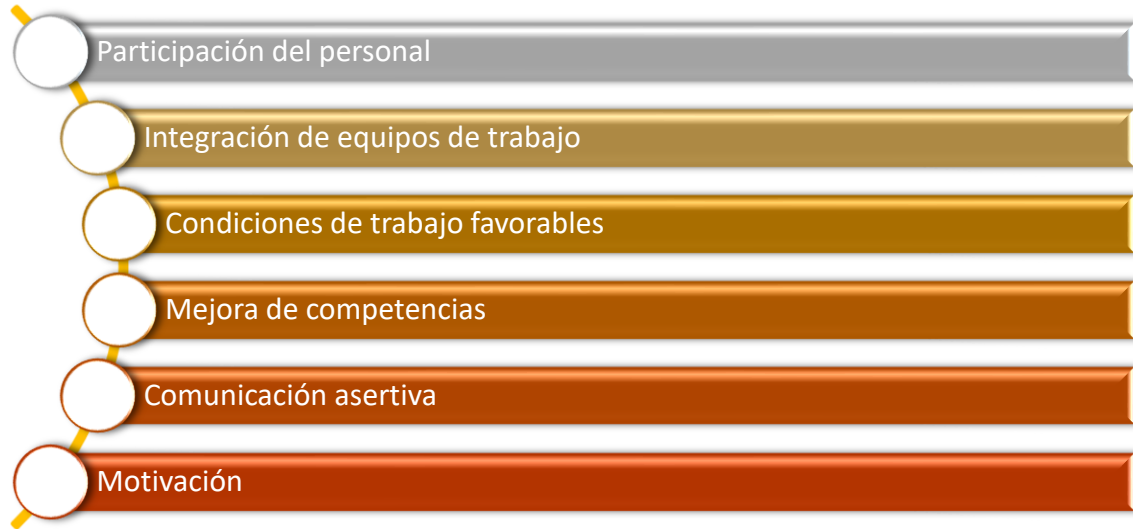 Participación del personal
Integración de equipos de trabajo
Condiciones de trabajo favorables
Mejora de competencias
Comunicación asertiva
Motivación